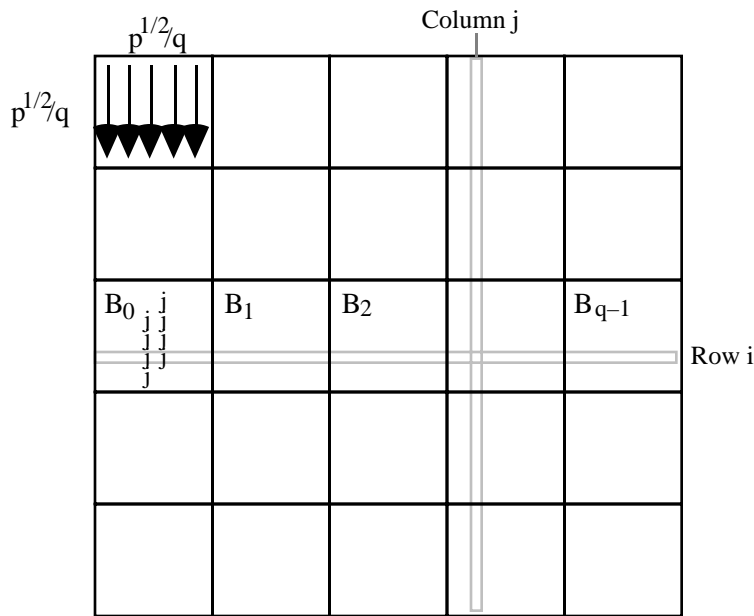 Column j
p^1/2/q
p^1/2/q
B0 B1 B2 Bq–1
j
j j
j j
j j
j
Row i